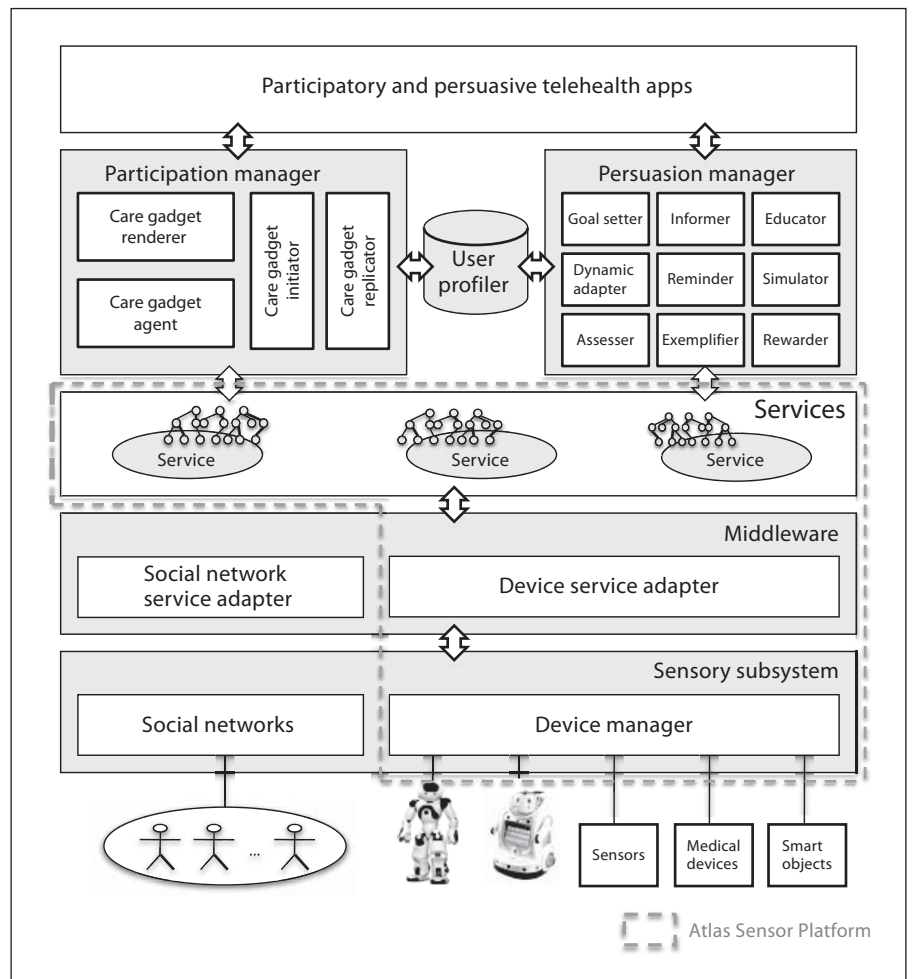 Participatory and persuasive telehealth apps
Participation manager
Care gadget
renderer
Care gadget
agent
Care gadget
initiator
Care gadget
replicator
User
profiler
Persuasion manager
Goal setter
Informer
Educator
Dynamic
adapter
Reminder
Simulator
Assesser
Exemplifier
Rewarder
Services
Service
Service
Service
Middleware
Social network
service adapter
Device service adapter
Sensory subsystem
Social networks
Device manager
...
Sensors
Medical
devices
Smart
objects
Atlas Sensor Platform